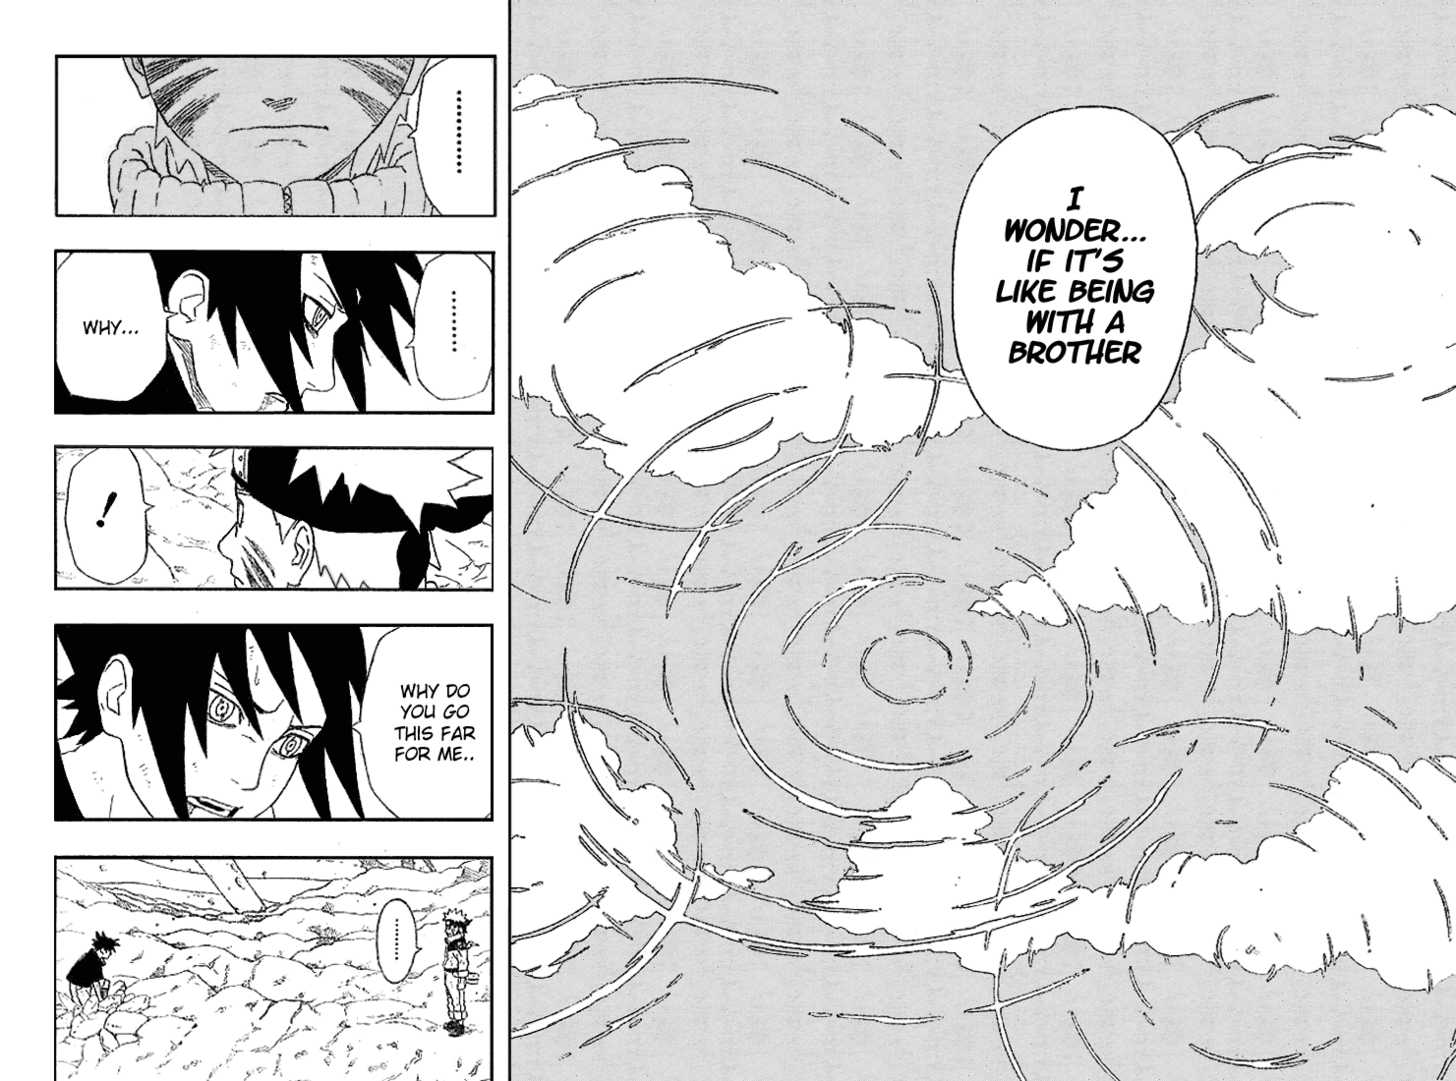 I
WONDER...
IF IT'S
LIKE BEING
WITH A
BROTHER
..........
........
WHY...
!
WHY DO
YOU GO
THIS FAR
FOR ME..
.........